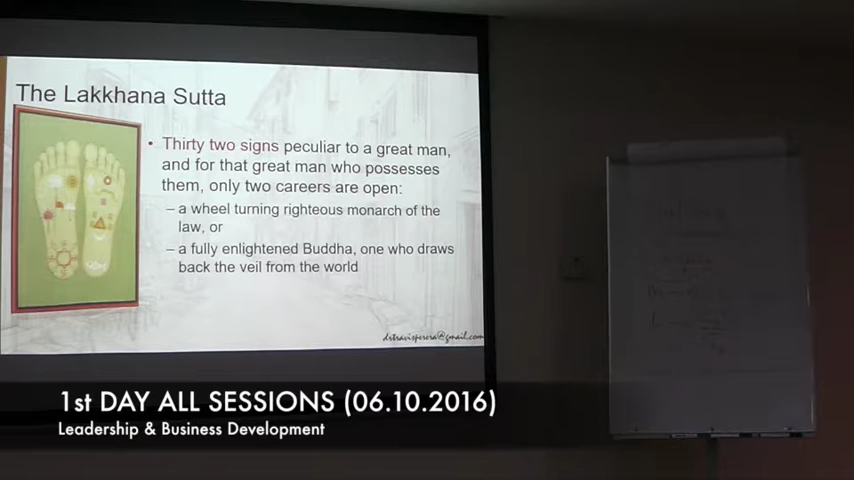 The Lakkhana Sutta
• Thirty two signs peculiar to a great man,
and for that great man who possesses
them, only two careers are open:
– a wheel turning righteous monarch of the
law, or
– a fully enlightened Buddha, one who draws
back the veil from the world
drtravisperera@gmail.com
1st DAY ALL SESSIONS (06.10.2016)
Leadership & Business Development